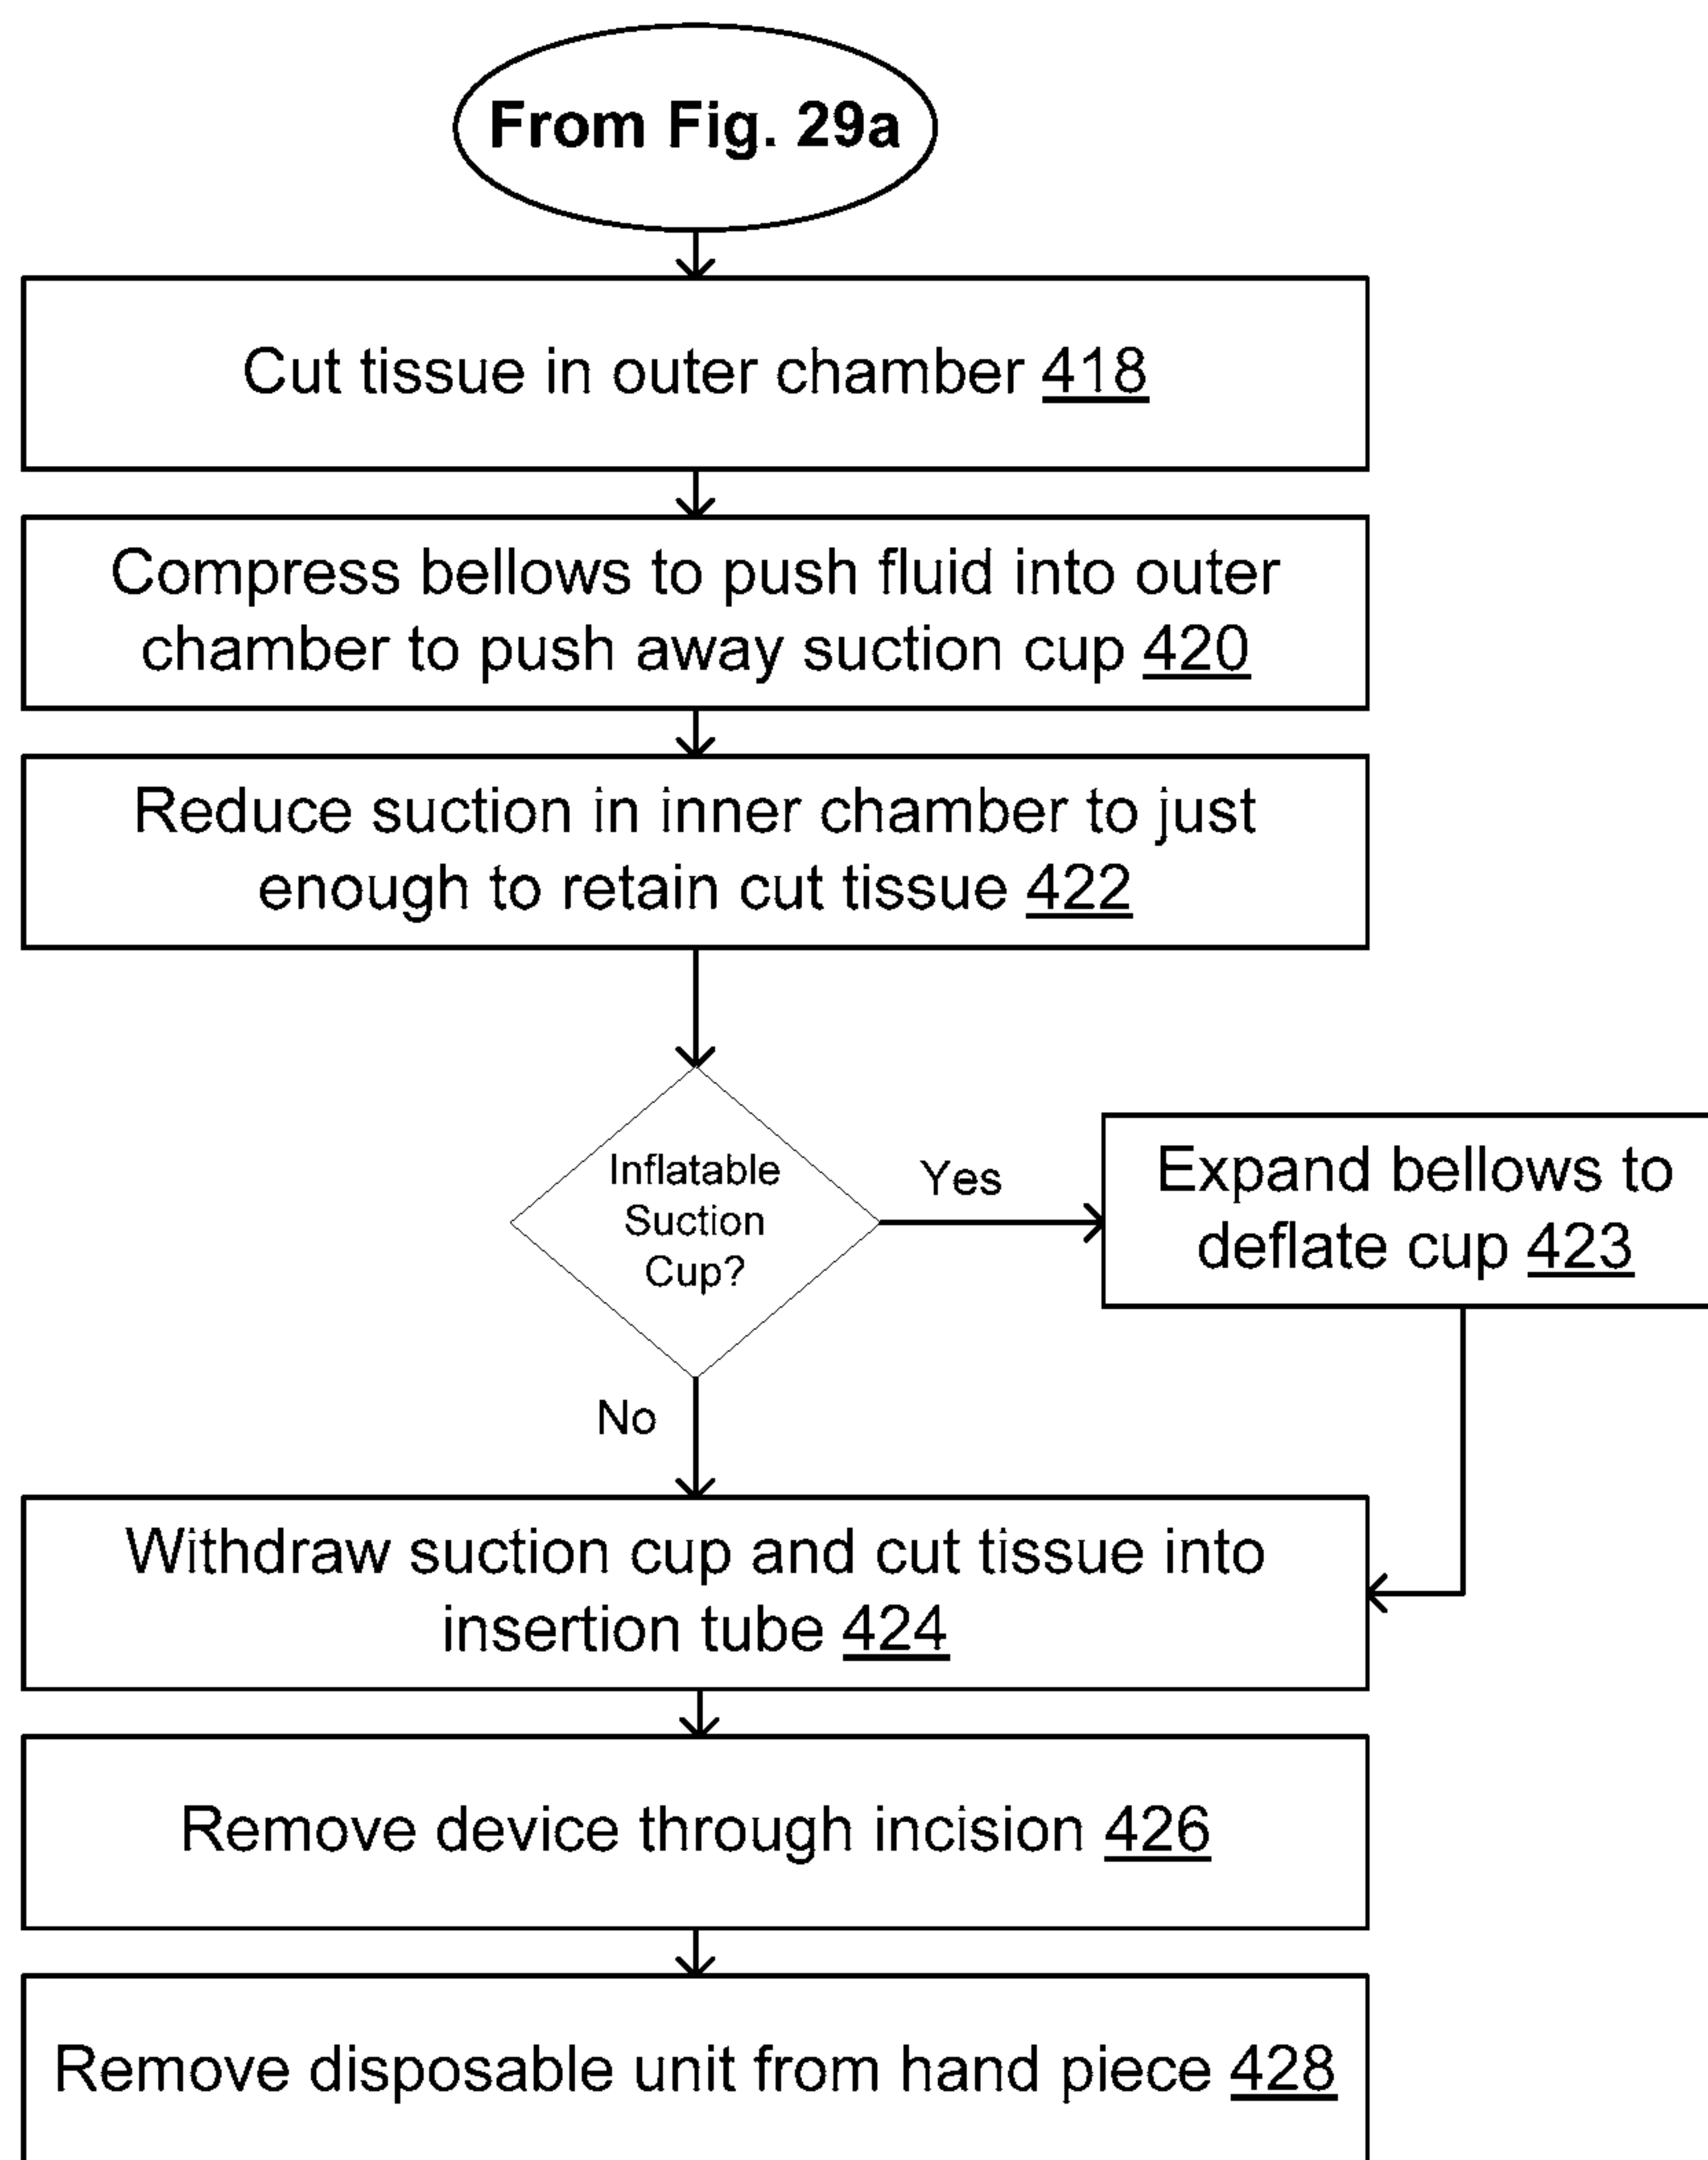 From Fig. 29a
Cut tissue in outer chamber 418
Compress bellows to push fluid into outer
chamber to push away suction cup 420
Reduce suction in inner chamber to just
enough to retain cut tissue 422
Inflatable
Suction
Cup?
Yes
Expand bellows to
deflate cup 423
No
Withdraw suction cup and cut tissue into
insertion tube 424
Remove device through incision 426
Remove disposable unit from hand piece 428